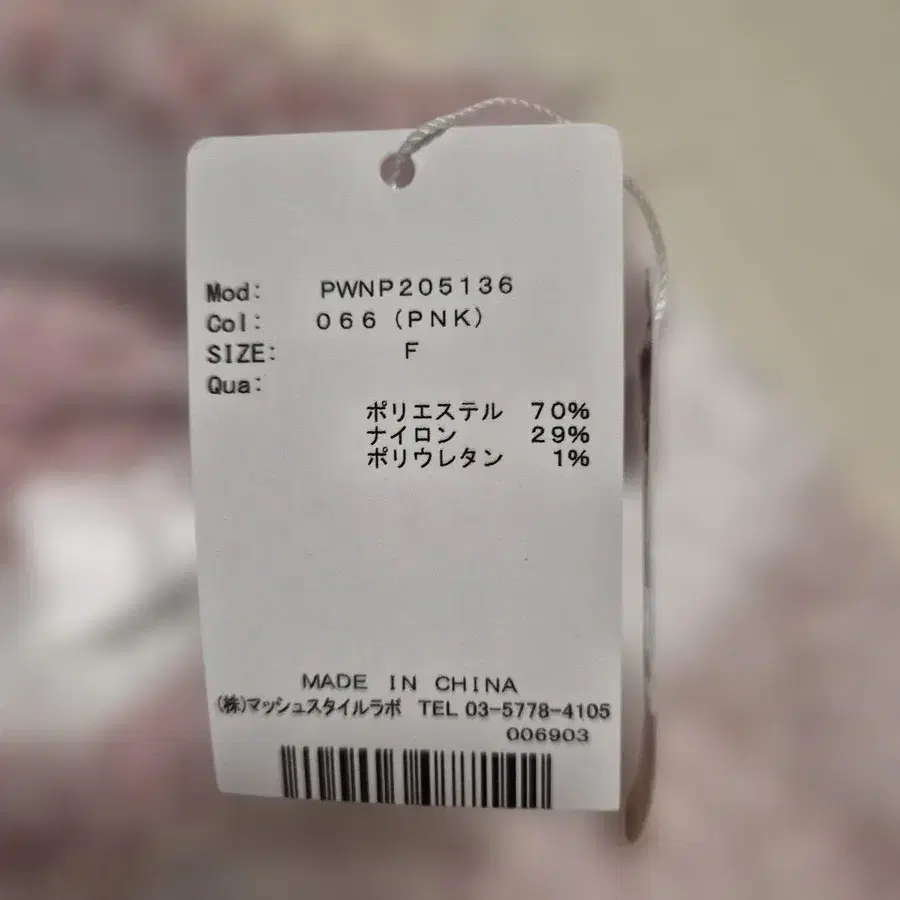 Mod: PWNP205136
Col: 066 (PNK)
SIZE: F
Qua:
ポリエステル 70%
ナイロン 29%
ポリウレタン 1%
MADE IN CHINA
(株)マッシュスタイルラボ TEL 03-5778-4105
006903